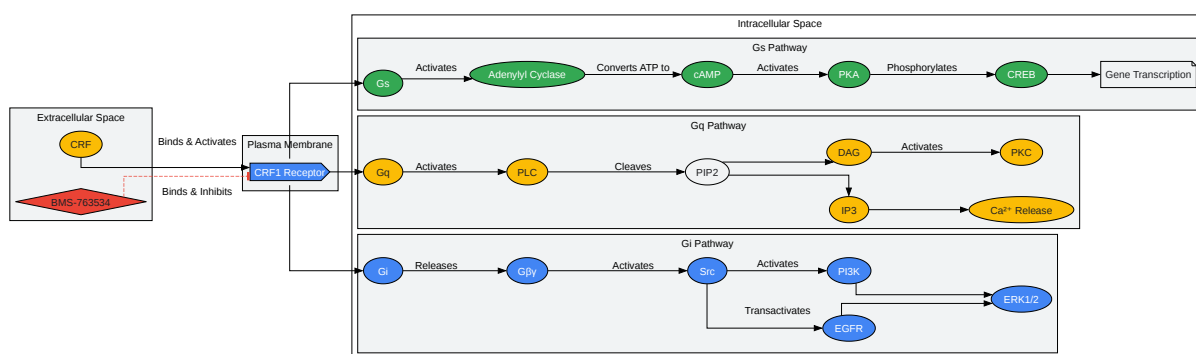 Intracellular Space
Gs Pathway
Gs
Activates
Adenylyl Cyclase
Converts ATP to
cAMP
Activates
PKA
Phosphorylates
CREB
Gene Transcription
Extracellular Space
CRF
BMS-763534
Binds & Activates
Binds & Inhibits
Plasma Membrane
CRF1 Receptor
Gq Pathway
Gq
Activates
PLC
Cleaves
PIP2
DAG
Activates
PKC
IP3
Ca²⁺ Release
Gi Pathway
Gi
Releases
Gβγ
Activates
Src
Activates
PI3K
Transactivates
EGFR
ERK1/2